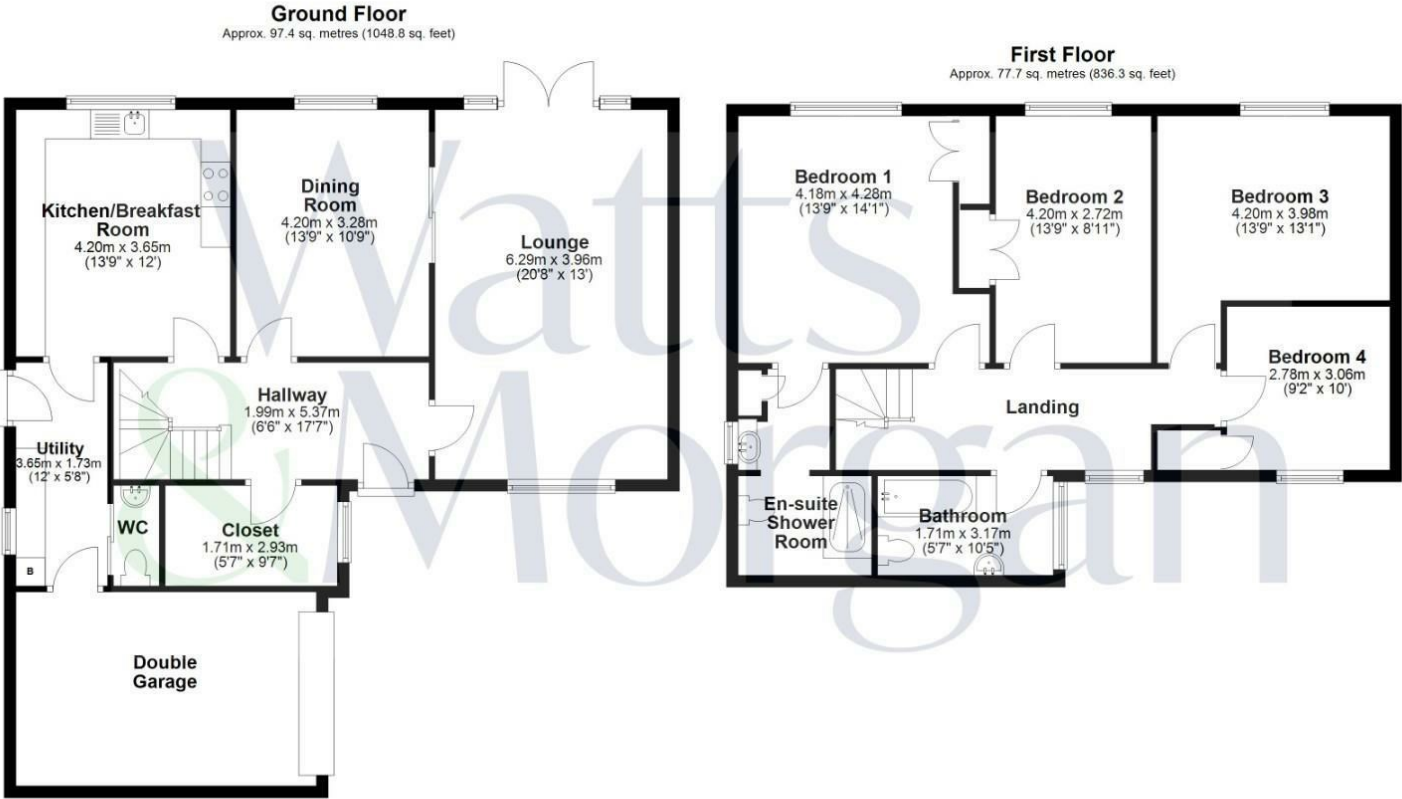 Ground Floor
Approx. 97.4 sq. metres (1048.8 sq. feet)
Kitchen/Breakfast
Room
4.20m x 3.65m
(13'9" x 12')
Dining
Room
4.20m x 3.28m
(13'9" x 10'9")
Lounge
6.29m x 3.96m
(20'8" x 13')
Hallway
1.99m x 5.37m
(6'6" x 17'7")
Utility
3.65m x 1.73m
(12' x 5'8")
WC
Closet
1.71m x 2.93m
(5'7" x 9'7")
B
Double
Garage
First Floor
Approx. 77.7 sq. metres (836.3 sq. feet)
Bedroom 1
4.18m x 4.28m
(13'9" x 14'1")
Bedroom 2
4.20m x 2.72m
(13'9" x 8'11")
Bedroom 3
4.20m x 3.98m
(13'9" x 13'1")
Bedroom 4
2.78m x 3.06m
(9'2" x 10')
Landing
En-suite
Shower
Room
Bathroom
1.71m x 3.17m
(5'7" x 10'5")
Watts
& Morgan